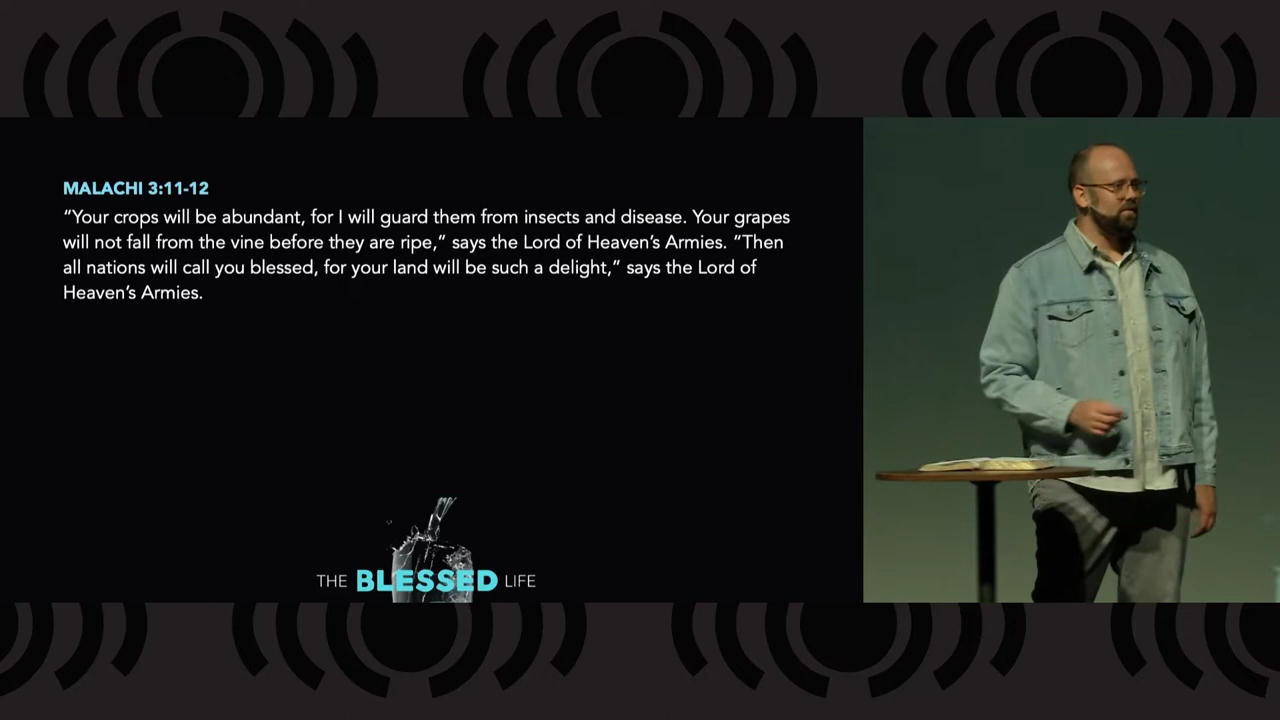 MALACHI 3:11-12
“Your crops will be abundant, for I will guard them from insects and disease. Your grapes
will not fall from the vine before they are ripe,” says the Lord of Heaven’s Armies. “Then
all nations will call you blessed, for your land will be such a delight,” says the Lord of
Heaven’s Armies.
THE BLESSED LIFE